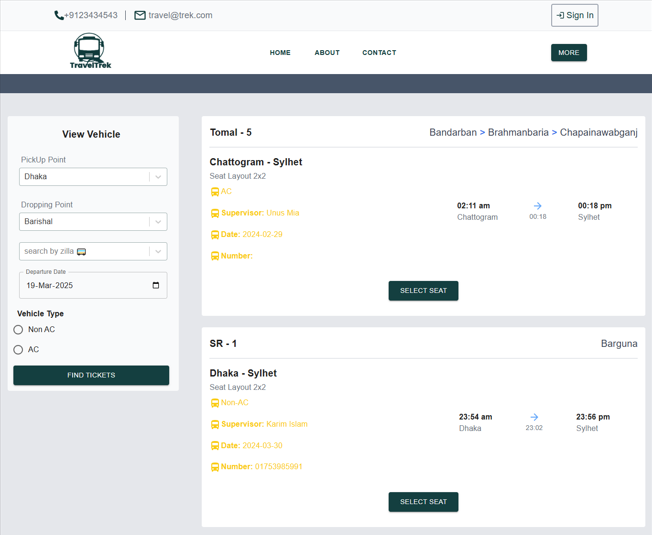 +9123434543 | travel@trek.com
Sign In
TravelTrek
HOME ABOUT CONTACT
MORE
View Vehicle
PickUp Point
Dhaka
Dropping Point
Barishal
search by zilla 🚌
Departure Date
19-Mar-2025
Vehicle Type
Non AC
AC
FIND TICKETS
Tomal - 5
Bandarban > Brahmanbaria > Chapainawabganj
Chattogram - Sylhet
Seat Layout 2x2
AC
Supervisor: Unus Mia
Date: 2024-02-29
Number:
02:11 am
Chattogram
00:18
00:18 pm
Sylhet
SELECT SEAT
SR - 1
Barguna
Dhaka - Sylhet
Seat Layout 2x2
Non-AC
Supervisor: Karim Islam
Date: 2024-03-30
Number: 01753985991
23:54 am
Dhaka
23:02
23:56 pm
Sylhet
SELECT SEAT